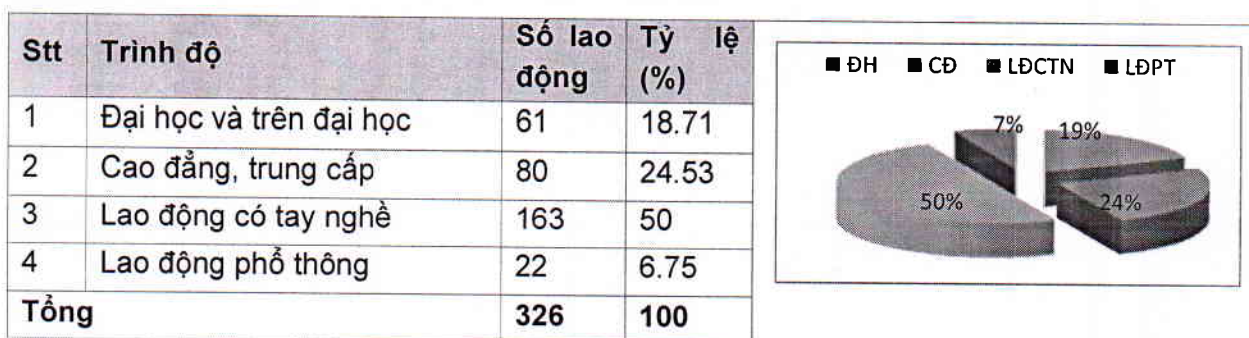 Stt Trình độ Số lao động Tỷ lệ (%)
1 Đại học và trên đại học 61 18.71
2 Cao đẳng, trung cấp 80 24.53
3 Lao động có tay nghề 163 50
4 Lao động phổ thông 22 6.75
Tổng 326 100
ĐH CĐ LĐCTN LĐPT
7% 19%
50% 24%